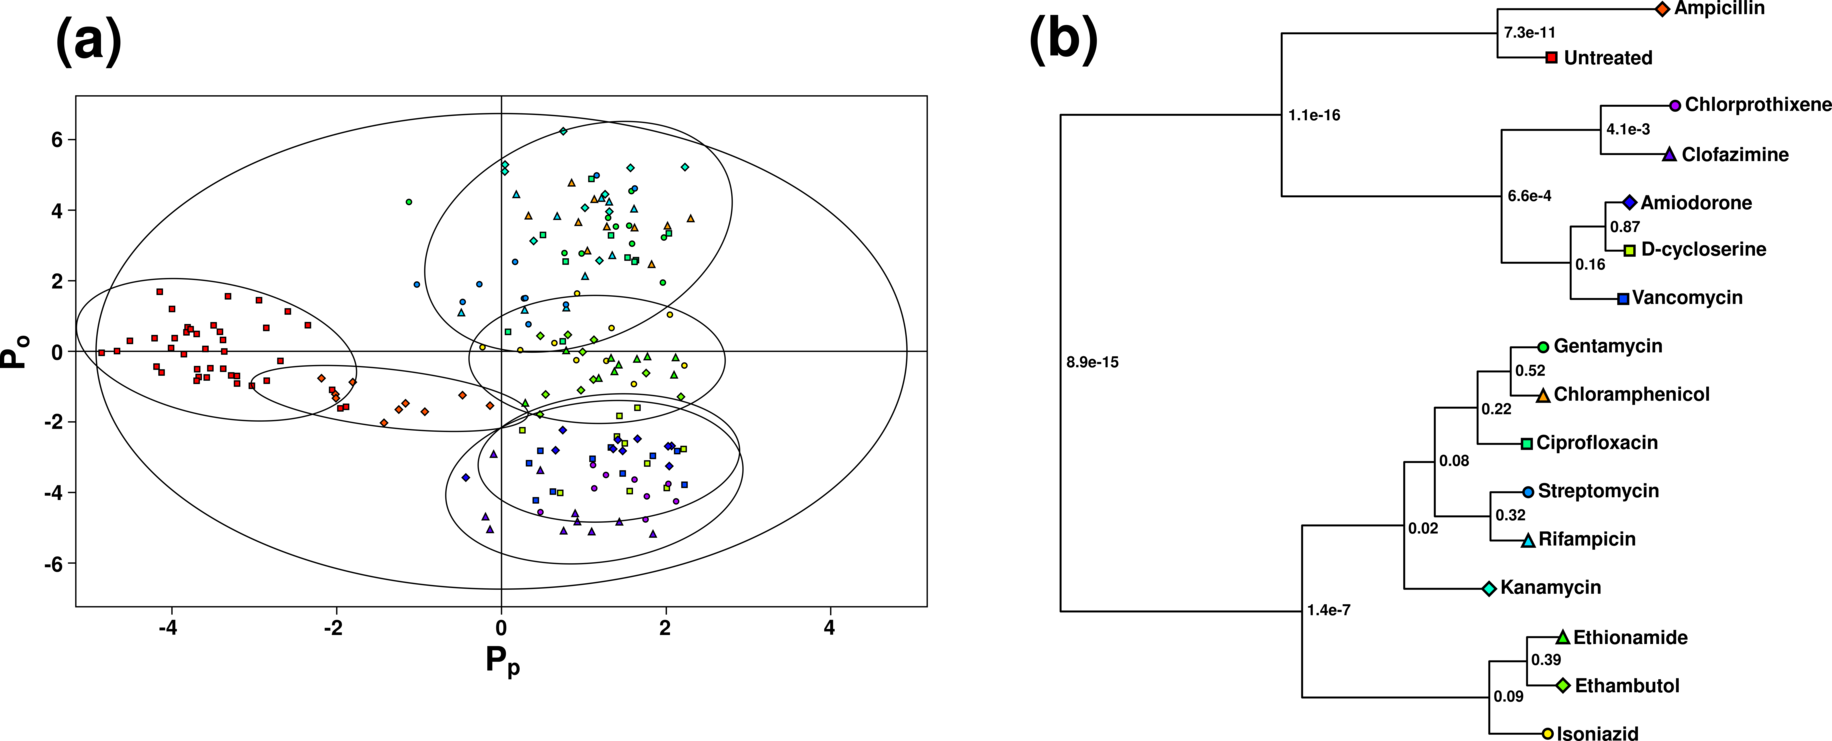 (a)
6
4
2
0
-2
-4
-6
Po
-4
-2
0
2
4
Pp
(b)
Ampicillin
7.3e-11
Untreated
Chlorprothixene
1.1e-16
4.1e-3
Clofazimine
6.6e-4
Amiodorone
0.87
D-cycloserine
0.16
Vancomycin
Gentamycin
8.9e-15
0.52
Chloramphenicol
0.22
Ciprofloxacin
0.08
Streptomycin
0.32
0.02
Rifampicin
Kanamycin
1.4e-7
Ethionamide
0.39
Ethambutol
0.09
Isoniazid